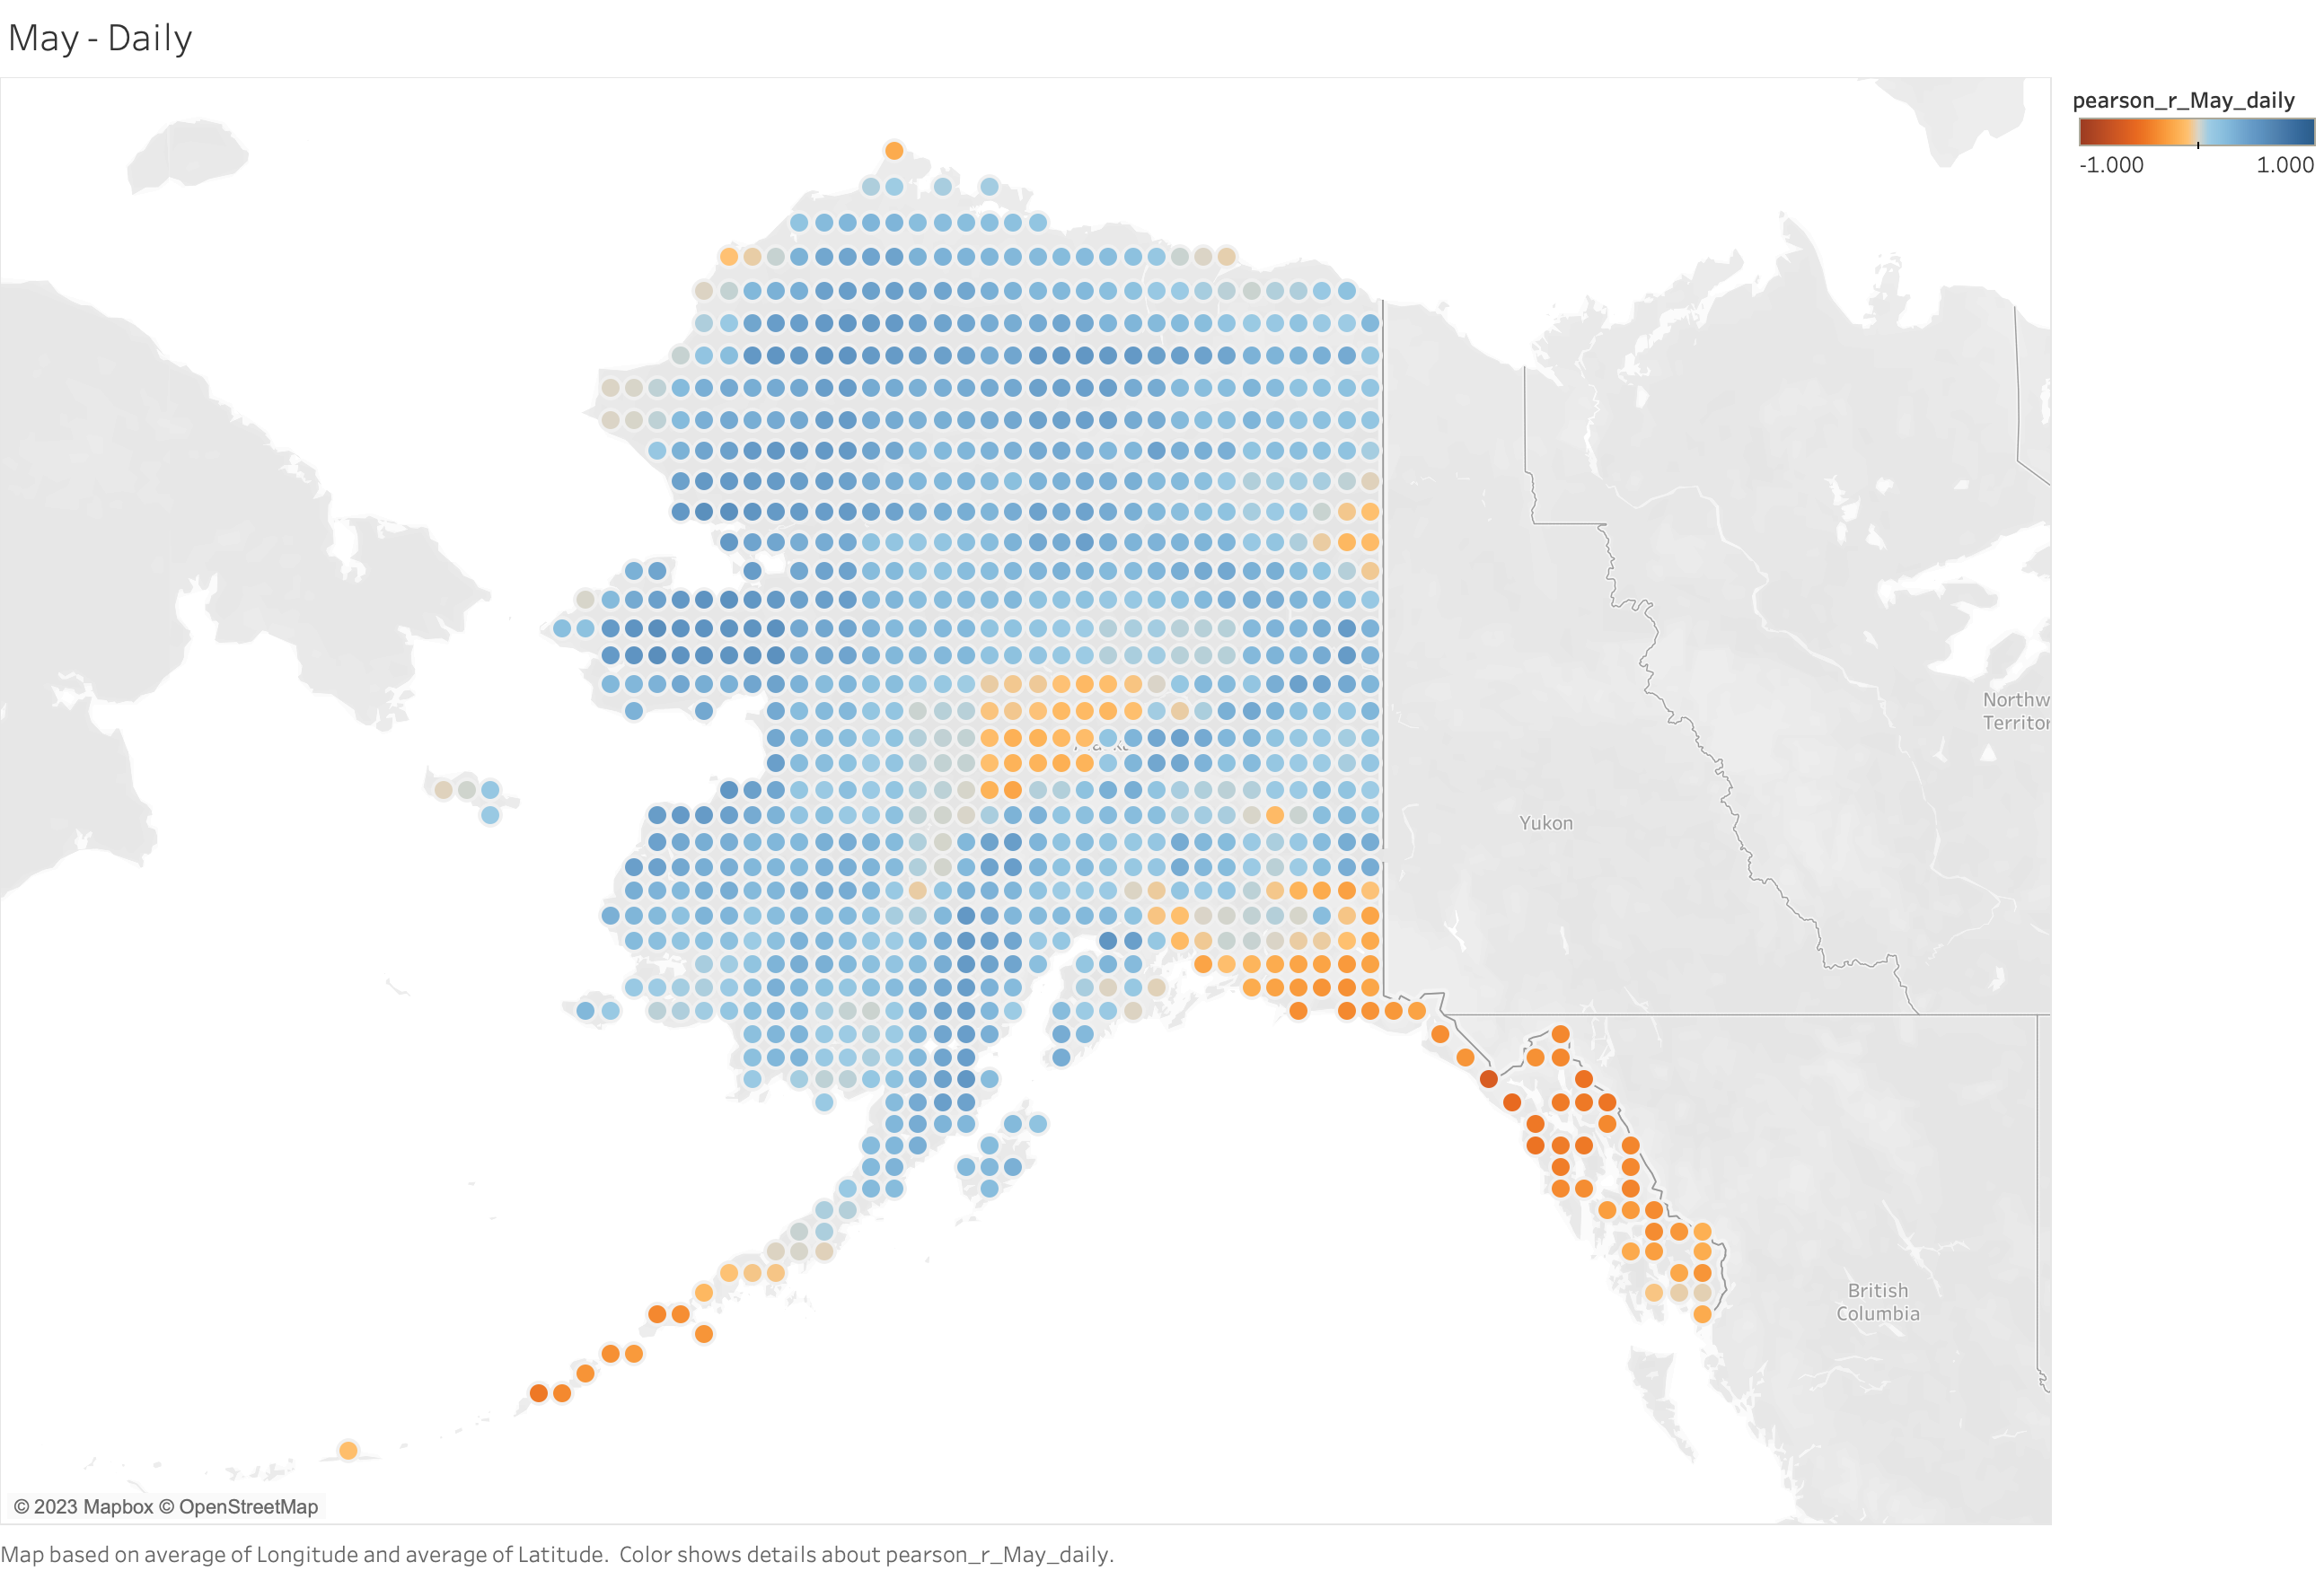 May - Daily
pearson_r_May_daily
-1.000
1.000
Northw
Territor
Yukon
British
Columbia
© 2023 Mapbox © OpenStreetMap
Map based on average of Longitude and average of Latitude. Color shows details about pearson_r_May_daily.